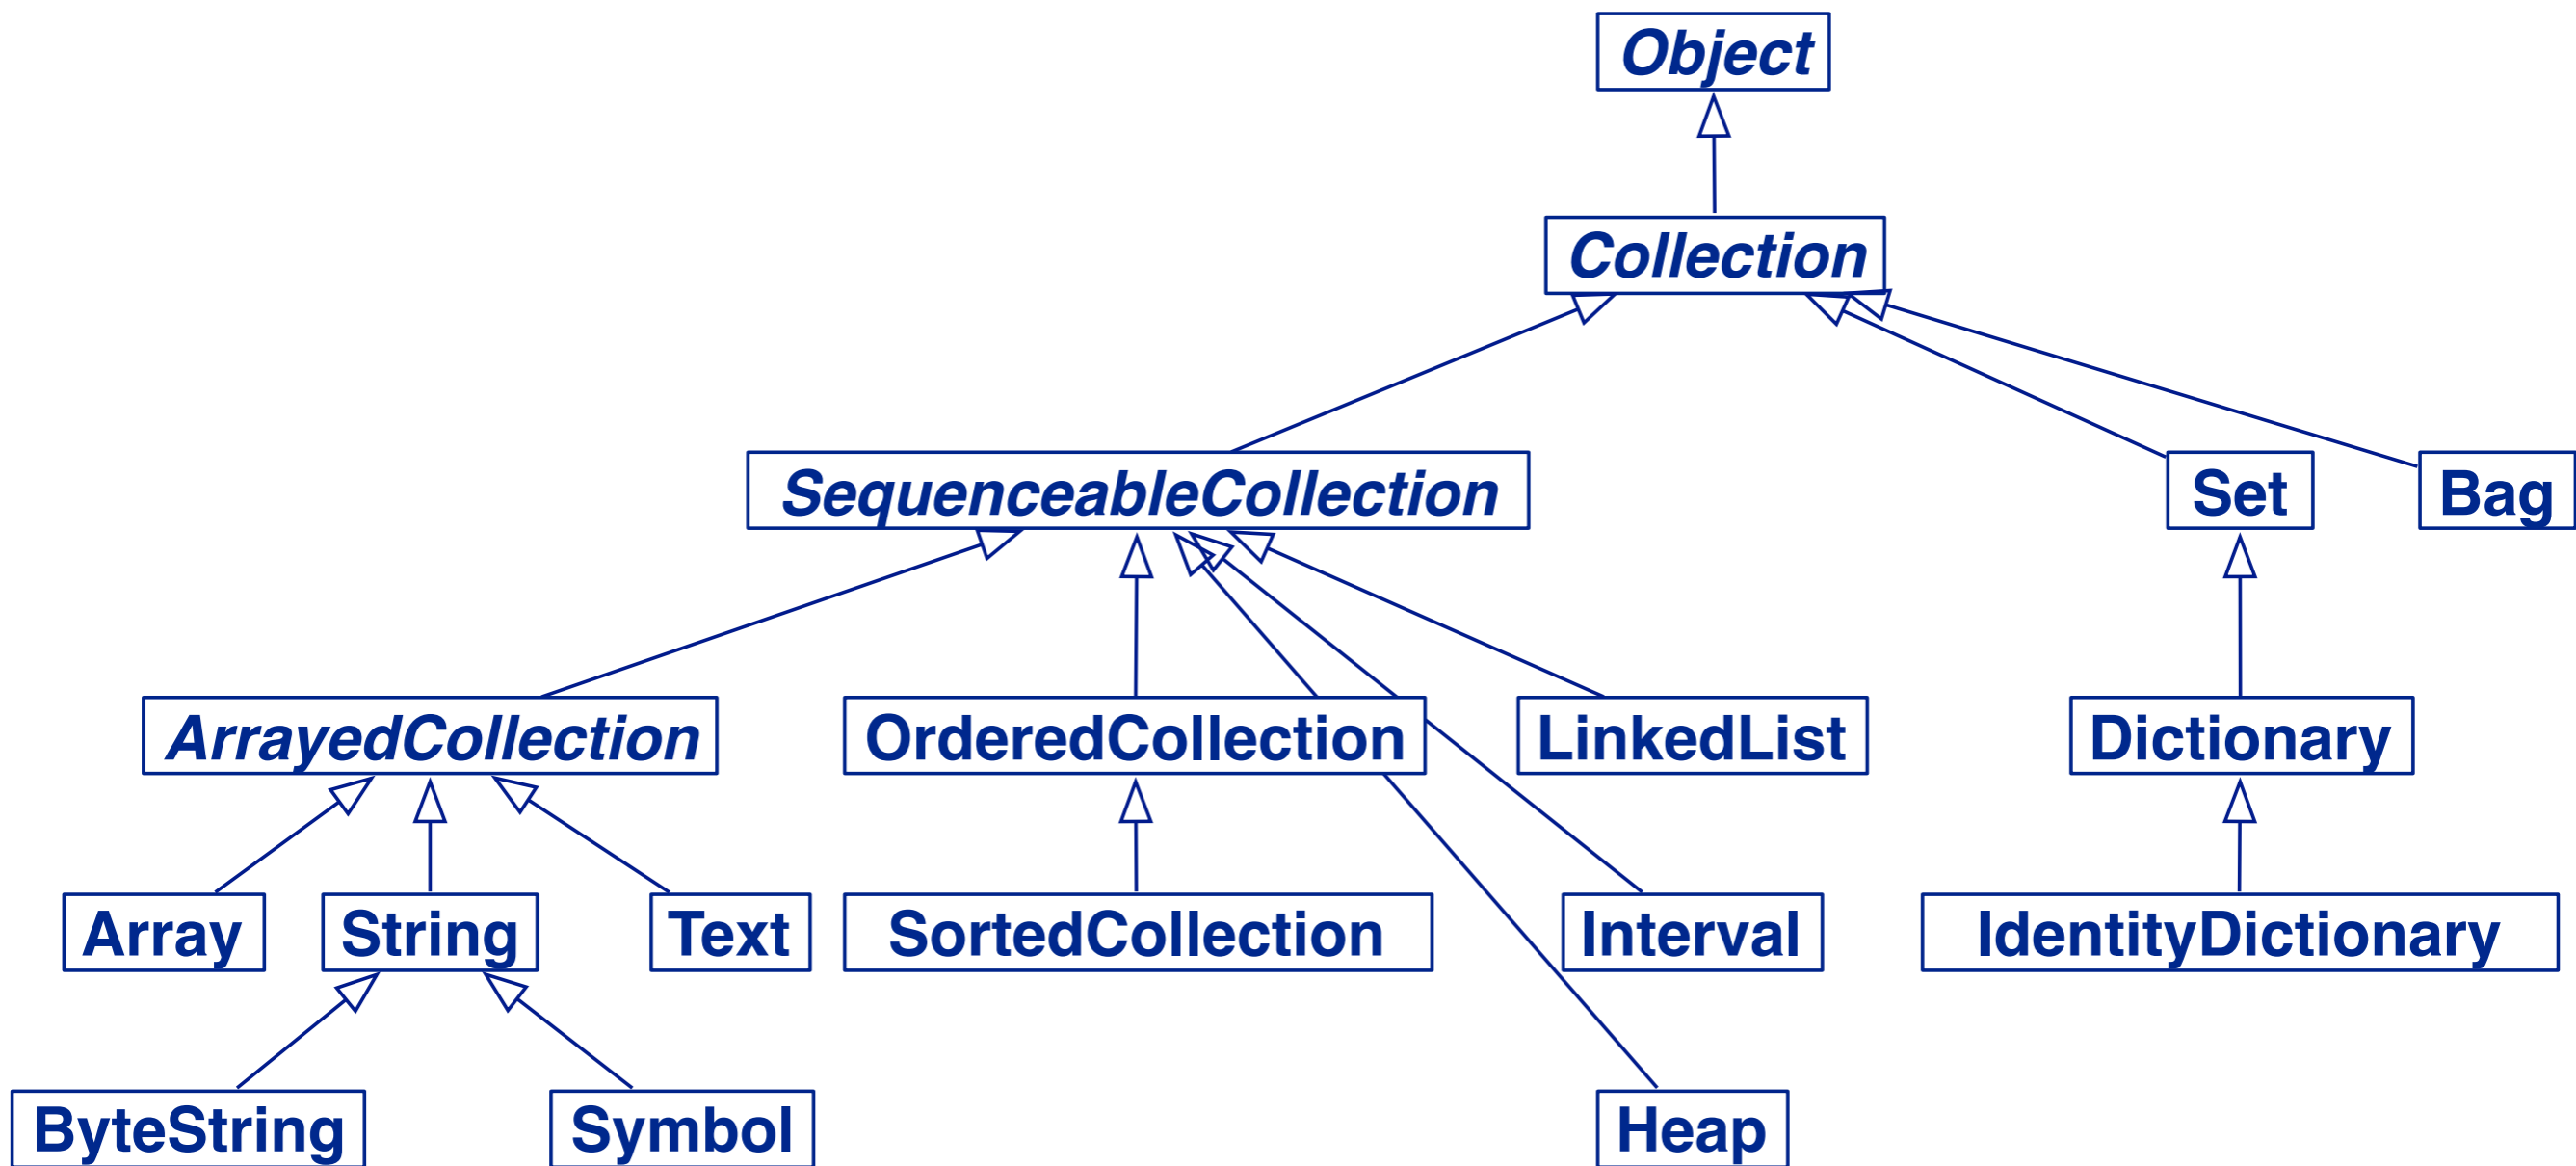 Object
Collection
SequenceableCollection
Set
Bag
ArrayedCollection
OrderedCollection
LinkedList
Dictionary
Array
String
Text
SortedCollection
Interval
IdentityDictionary
ByteString
Symbol
Heap